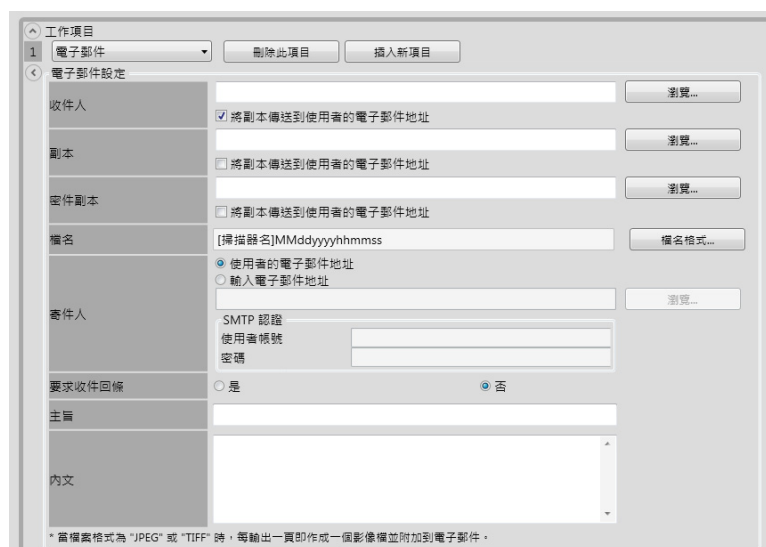 工作項目
1 電子郵件 刪除此項目 插入新項目
電子郵件設定
收件人 瀏覽...
將副本傳送到使用者的電子郵件地址
副本 瀏覽...
將副本傳送到使用者的電子郵件地址
密件副本 瀏覽...
將副本傳送到使用者的電子郵件地址
檔名 [掃描器名]MMddyyyyhhmmss 檔名格式...
使用者的電子郵件地址
輸入電子郵件地址
寄件人 瀏覽...
SMTP 認證
使用者帳號
密碼
要求收件回條 是 否
主旨
內文
* 當檔案格式為 "JPEG" 或 "TIFF" 時，每輸出一頁即作成一個影像檔並附加到電子郵件。